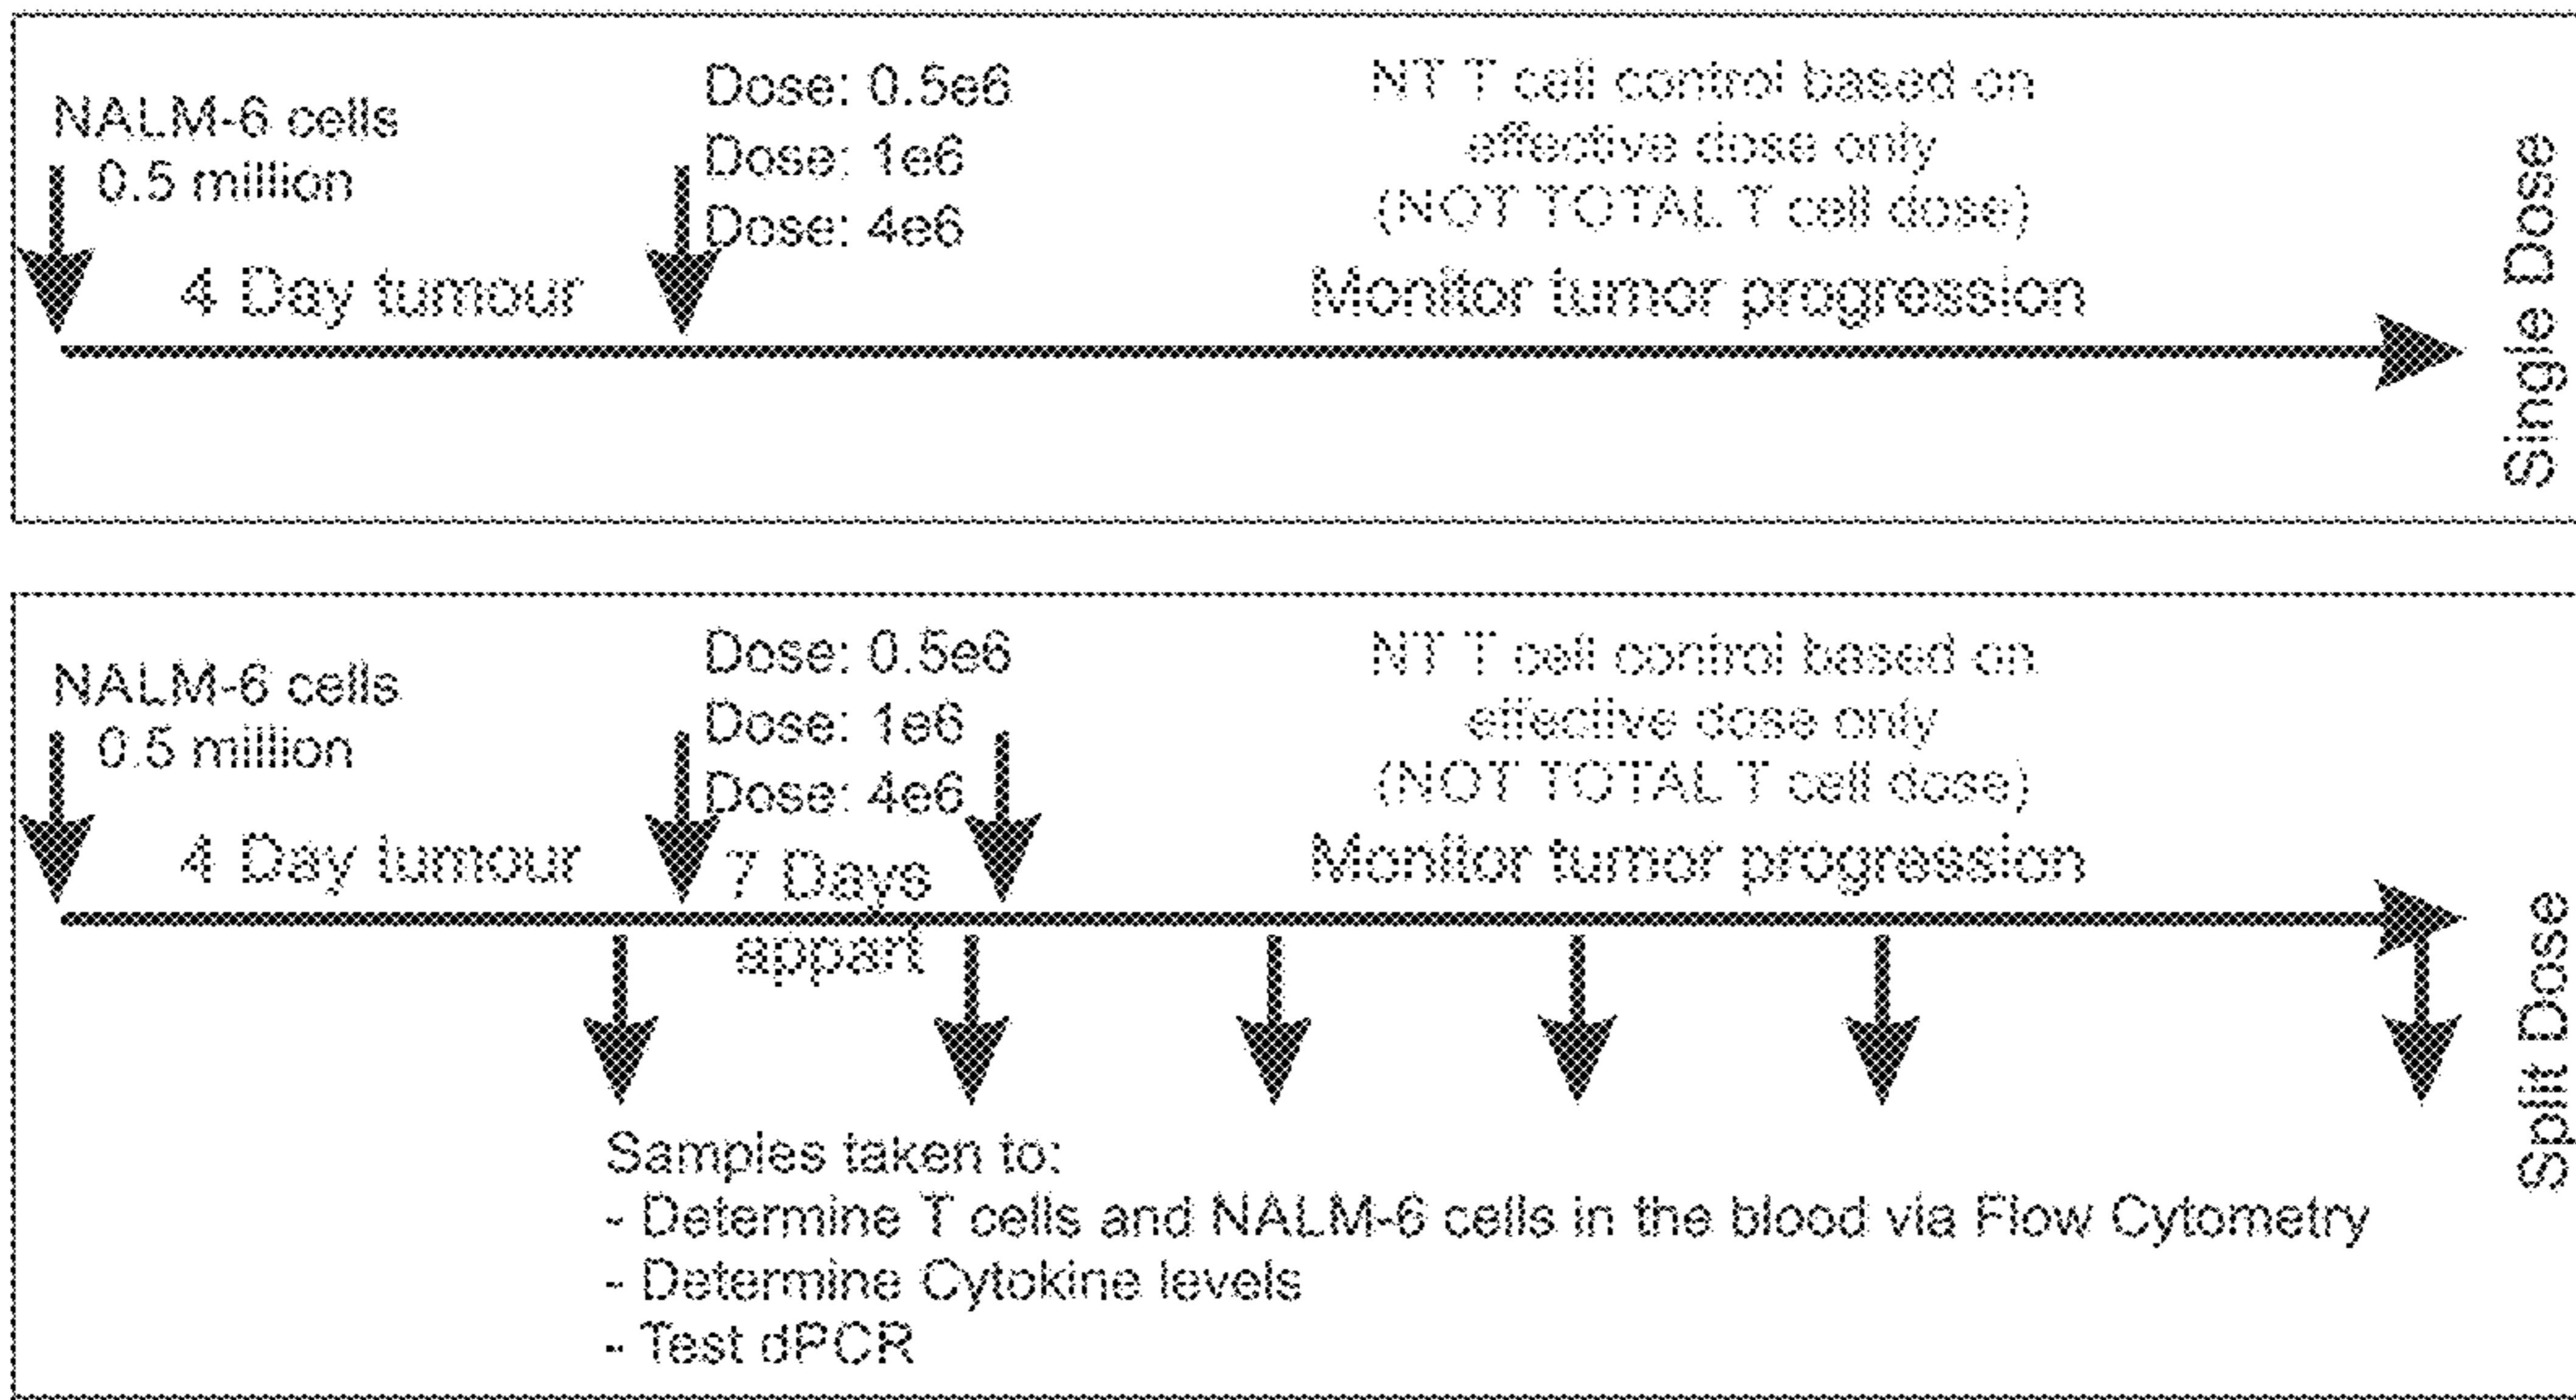 NALM-6 cells
0.5 million
Dose: 0.5e6
Dose: 1e6
Dose: 4e6
NT T cell control based on
effective dose only
(NOT TOTAL T cell dose)
4 Day tumour
Monitor tumor progression
Single Dose
NALM-6 cells
0.5 million
Dose: 0.5e6
Dose: 1e6
Dose: 4e6
NT T cell control based on
effective dose only
(NOT TOTAL T cell dose)
4 Day tumour
7 Days
appart
Monitor tumor progression
Split Dose
Samples taken to:
- Determine T cells and NALM-6 cells in the blood via Flow Cytometry
- Determine Cytokine levels
- Test dPCR